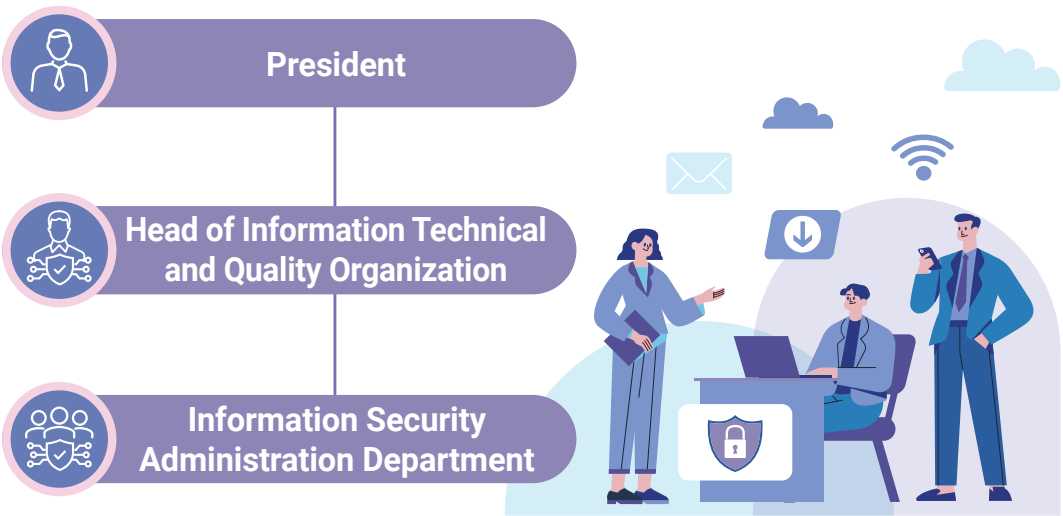 President
Head of Information Technical
and Quality Organization
Information Security
Administration Department